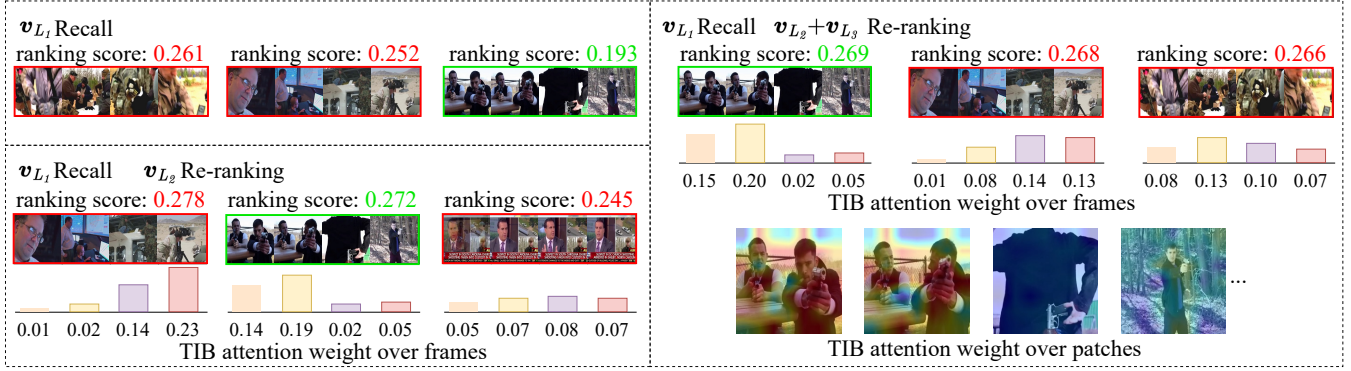 v_{L_1} Recall
ranking score: 0.261 ranking score: 0.252 ranking score: 0.193
v_{L_1} Recall v_{L_2} Re-ranking
ranking score: 0.278 ranking score: 0.272 ranking score: 0.245
0.01 0.02 0.14 0.23 0.14 0.19 0.02 0.05 0.05 0.07 0.08 0.07
TIB attention weight over frames
v_{L_1} Recall v_{L_2}+v_{L_3} Re-ranking
ranking score: 0.269 ranking score: 0.268 ranking score: 0.266
0.15 0.20 0.02 0.05 0.01 0.08 0.14 0.13 0.08 0.13 0.10 0.07
TIB attention weight over frames
...
TIB attention weight over patches